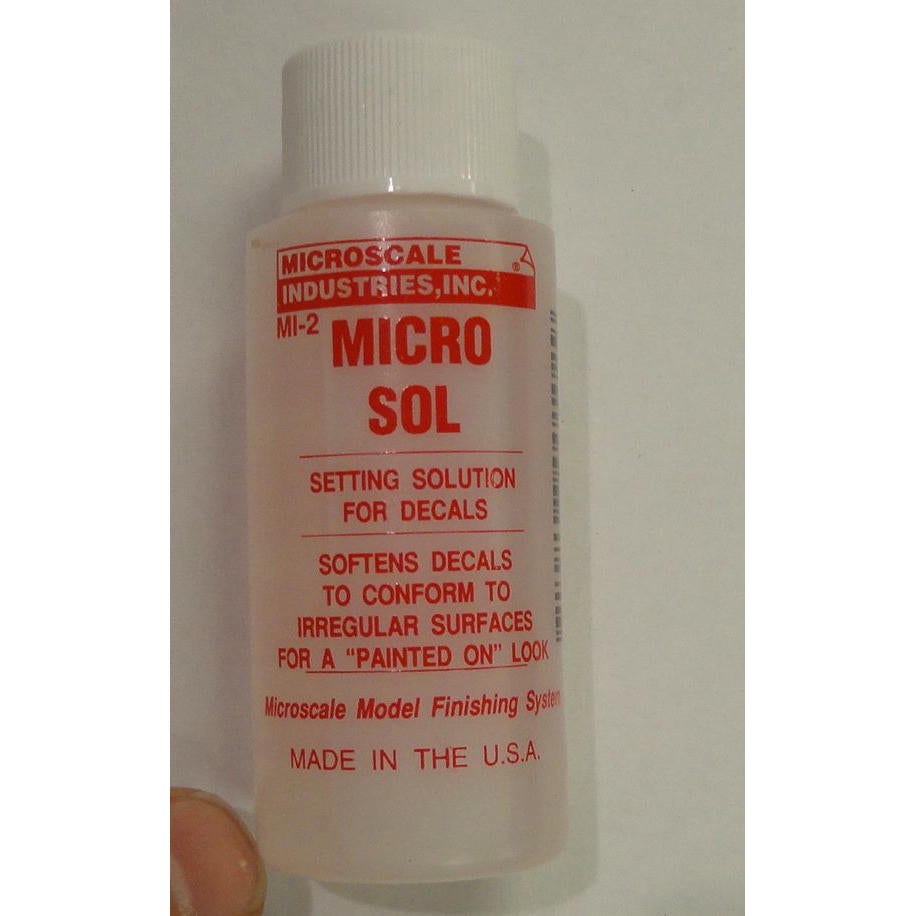 MICROSCALE
INDUSTRIES, INC.
®
MI-2
MICRO
SOL
SETTING SOLUTION
FOR DECALS
SOFTENS DECALS
TO CONFORM TO
IRREGULAR SURFACES
FOR A "PAINTED ON" LOOK
Microscale Model Finishing System
MADE IN THE U.S.A.